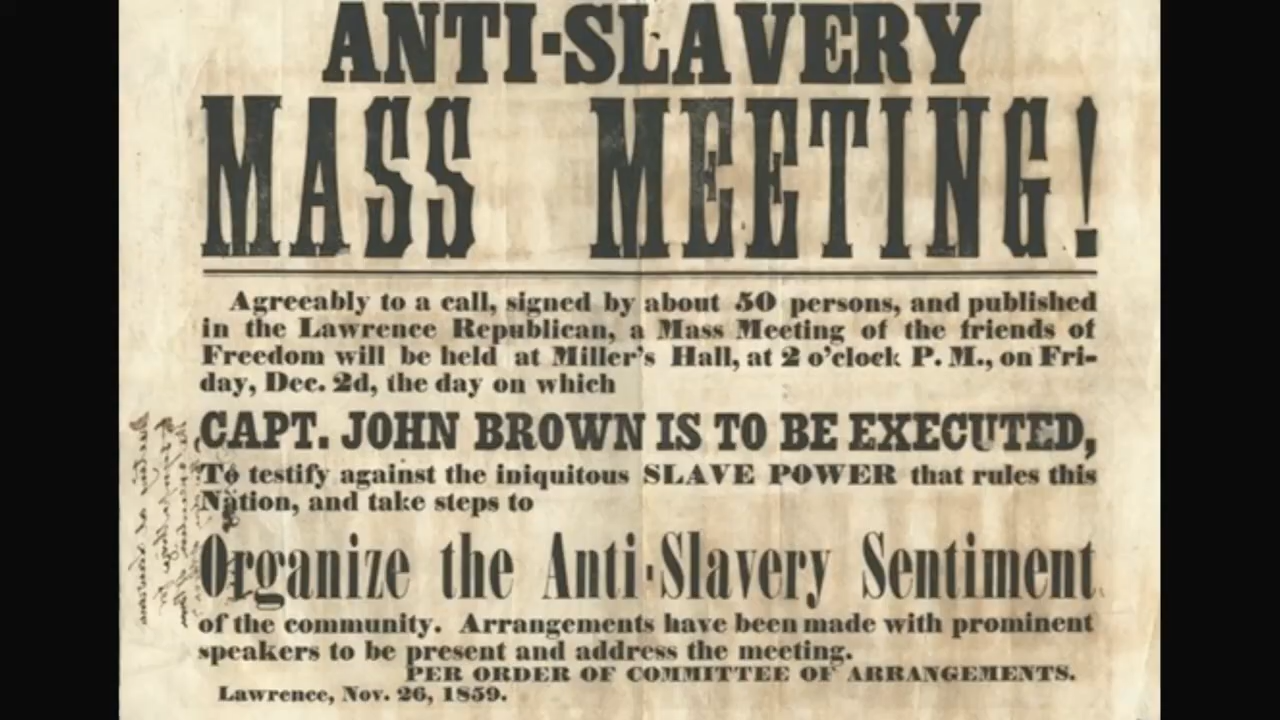 ANTI-SLAVERY
MASS MEETING!
Agreeably to a call, signed by about 50 persons, and published
in the Lawrence Republican, a Mass Meeting of the friends of
Freedom will be held at Miller's Hall, at 2 o'clock P. M., on Fri-
day, Dec. 2d, the day on which
CAPT. JOHN BROWN IS TO BE EXECUTED,
To testify against the iniquitous SLAVE POWER that rules this
Nation, and take steps to
Organize the Anti-Slavery Sentiment
of the community. Arrangements have been made with prominent
speakers to be present and address the meeting.
PER ORDER OF COMMITTEE OF ARRANGEMENTS.
Lawrence, Nov. 26, 1859.